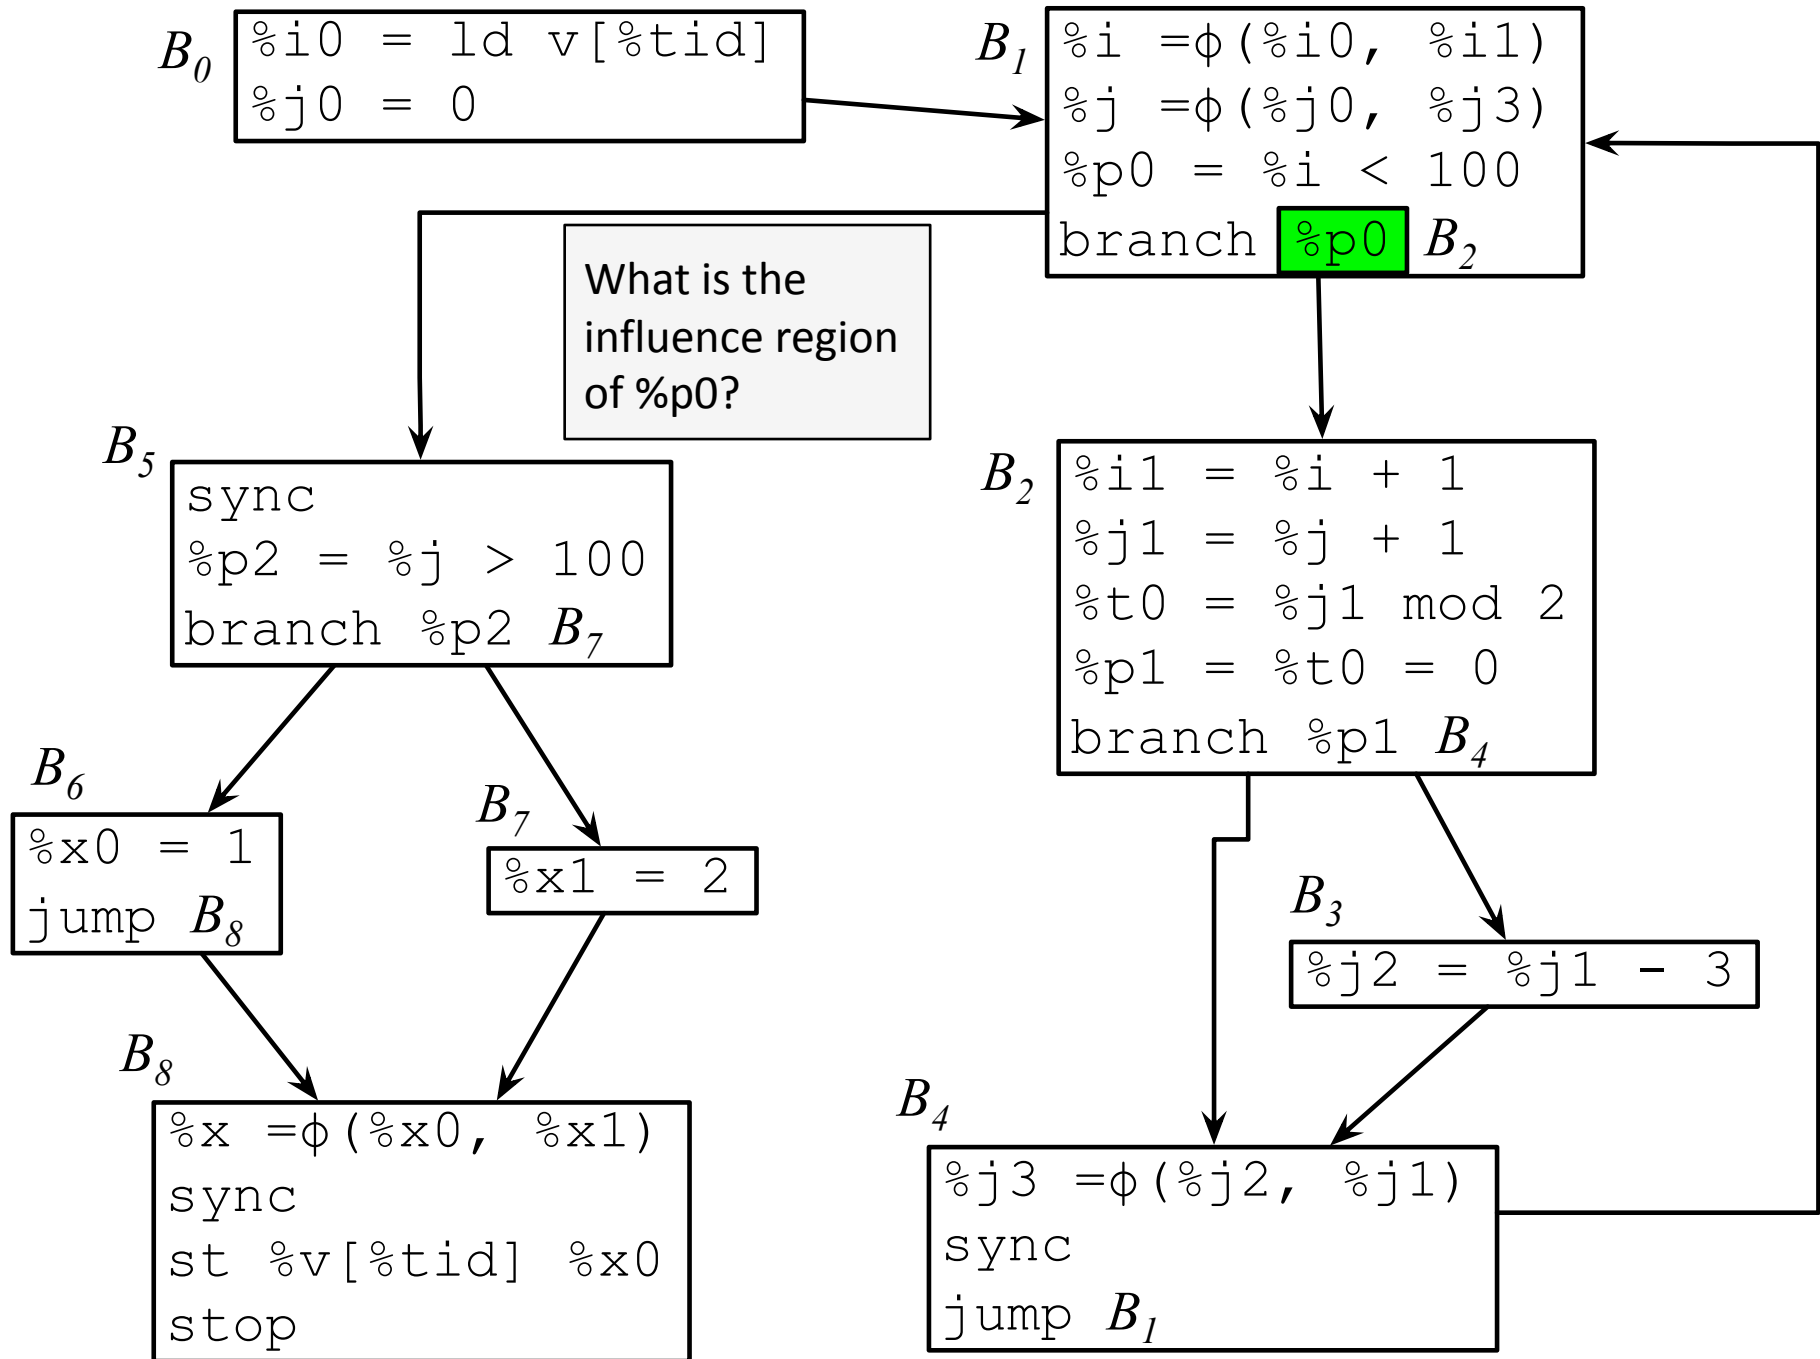 B0
%i0 = ld v[%tid]
%j0 = 0
B1
%i =ϕ(%i0, %i1)
%j =ϕ(%j0, %j3)
%p0 = %i < 100
branch %p0 B2
What is the
influence region
of %p0?
B5
sync
%p2 = %j > 100
branch %p2 B7
B2
%i1 = %i + 1
%j1 = %j + 1
%t0 = %j1 mod 2
%p1 = %t0 = 0
branch %p1 B4
B6
%x0 = 1
jump B8
B7
%x1 = 2
B3
%j2 = %j1 - 3
B8
%x =ϕ(%x0, %x1)
sync
st %v[%tid] %x0
stop
B4
%j3 =ϕ(%j2, %j1)
sync
jump B1